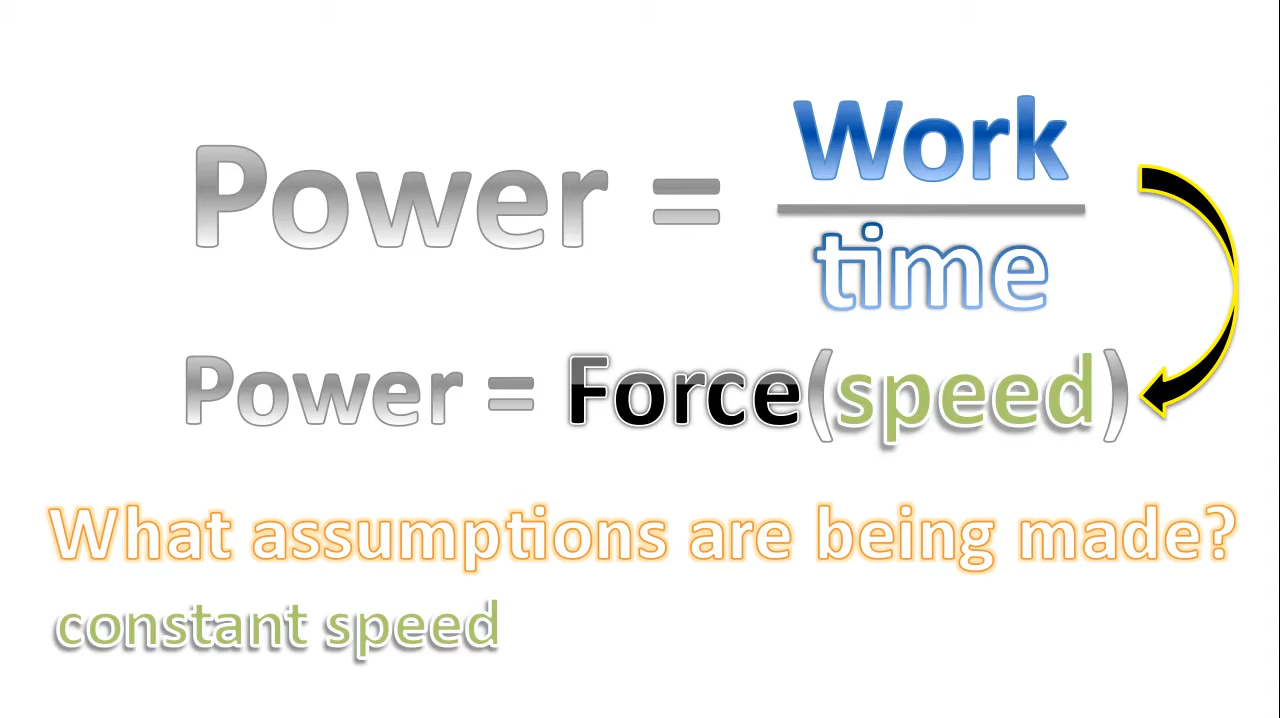 Power = Work
time
Power = Force(speed)
What assumptions are being made?
constant speed